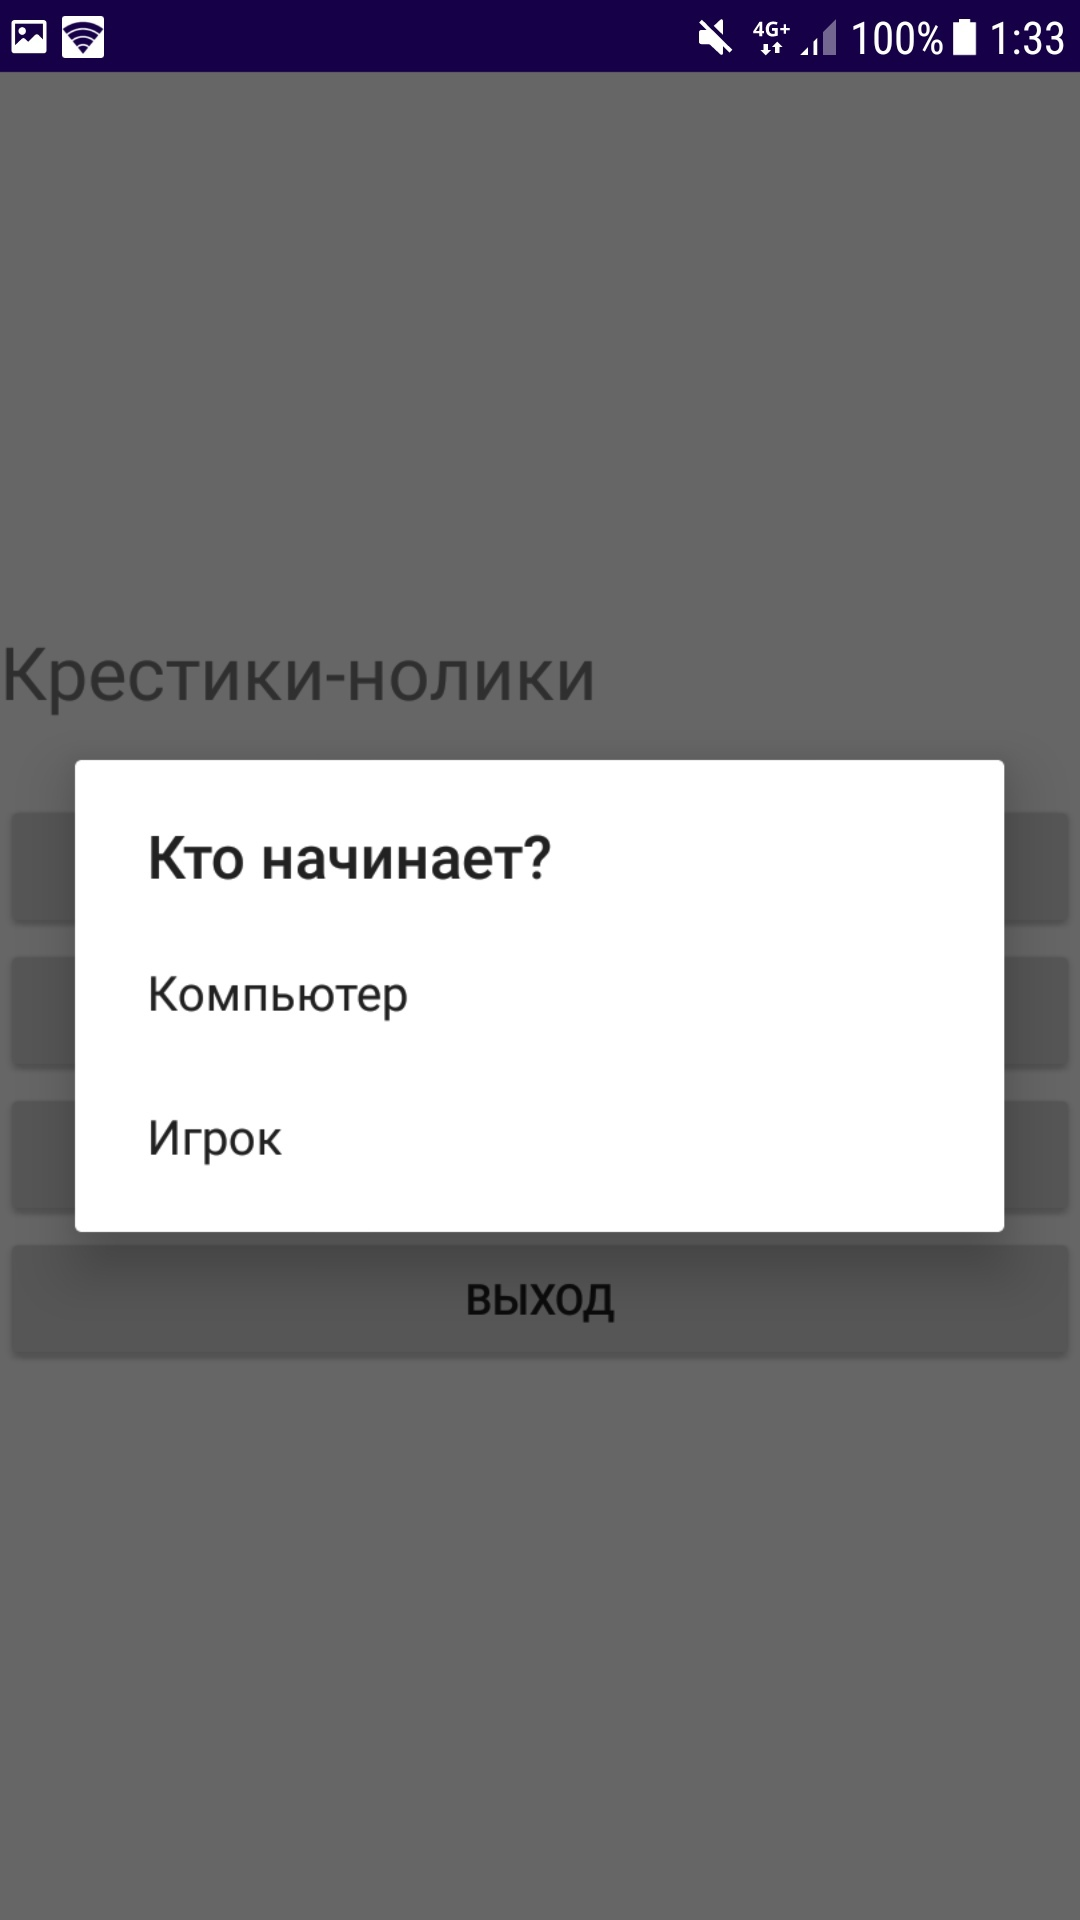 4G+ 100% 1:33
Крестики-нолики
Кто начинает?
Компьютер
Игрок
ВЫХОД